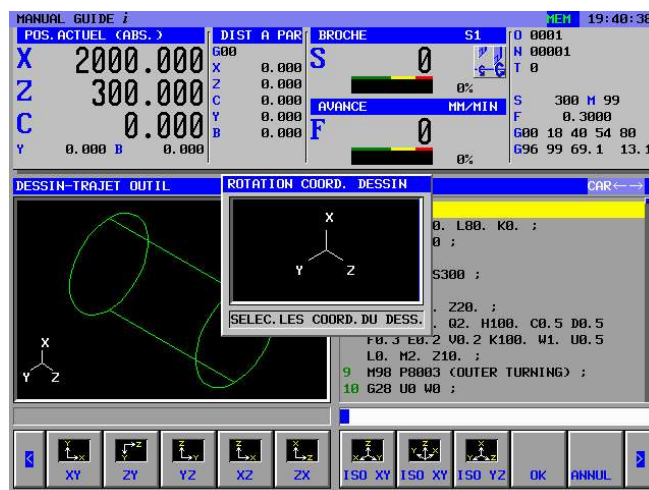 MANUAL GUIDE i MEM 19:40:38
POS.ACTUEL (ABS.)
X 2000.000
Z 300.000
C 0.000
Y 0.000 B 0.000
DIST A PAR
G00
X 0.000
Z 0.000
C 0.000
Y 0.000
B 0.000
BROCHE S1
S 0
0%
AVANCE MM/MIN
F 0
0%
O 0001
N 00001
T 0
S 300 M 99
F 0.3000
G00 18 40 54 80
G96 99 69.1 13.1
DESSIN-TRAJET OUTIL
X
Y Z
ROTATION COORD. DESSIN
X
Y Z
SELEC.LES COORD.DU DESS.
CAR←→
0. L80. K0. ;
0 ;
S300 ;
. Z20. ;
. Q2. H100. C0.5 D0.5
F0.3 E0.2 V0.2 K100. W1. U0.5
L0. M2. Z10. ;
9 M98 P8003 (OUTER TURNING) ;
10 G28 U0 W0 ;
< XY ZY YZ XZ ZX ISO XY ISO XY ISO YZ OK ANNUL >